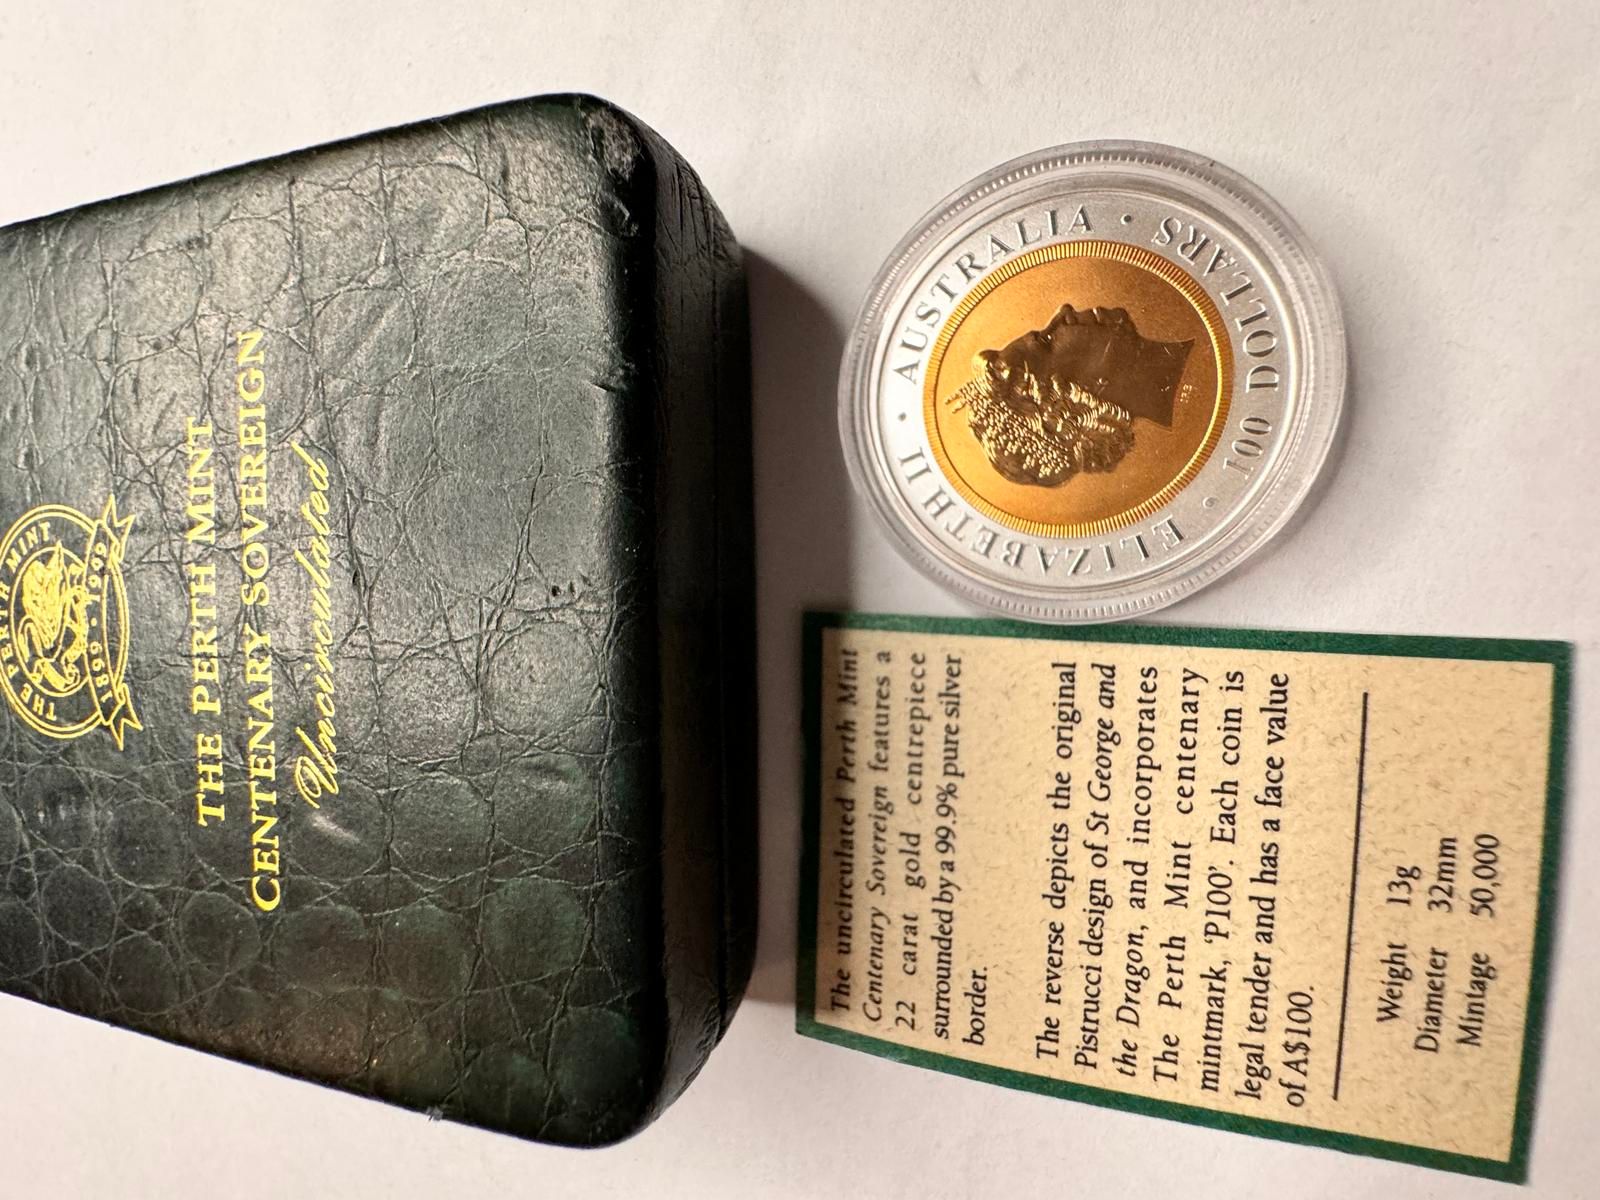 THE PERTH MINT
1899 · 1999
THE PERTH MINT
CENTENARY SOVEREIGN
Uncirculated
ELIZABETH II · AUSTRALIA ·
100 DOLLARS ·
IRB
The uncirculated Perth Mint
Centenary Sovereign features a
22 carat gold centrepiece
surrounded by a 99.9% pure silver
border.
The reverse depicts the original
Pistrucci design of St George and
the Dragon, and incorporates
The Perth Mint centenary
mintmark, ‘P100’. Each coin is
legal tender and has a face value
of A$100.
Weight 13g
Diameter 32mm
Mintage 50,000